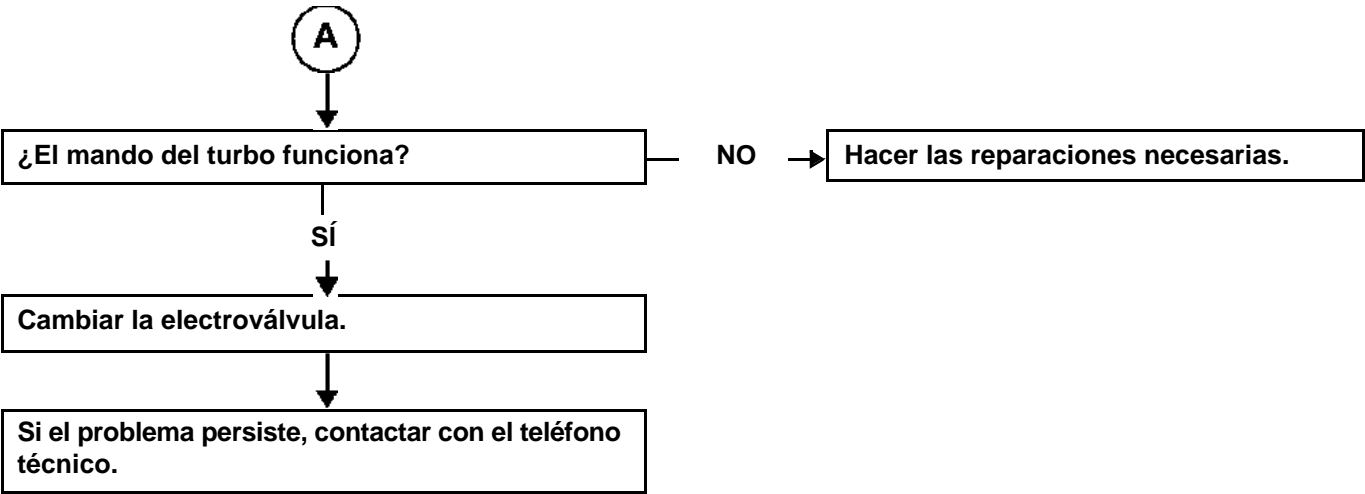 A
¿El mando del turbo funciona?
NO
Hacer las reparaciones necesarias.
SÍ
Cambiar la electroválvula.
Si el problema persiste, contactar con el teléfono
técnico.